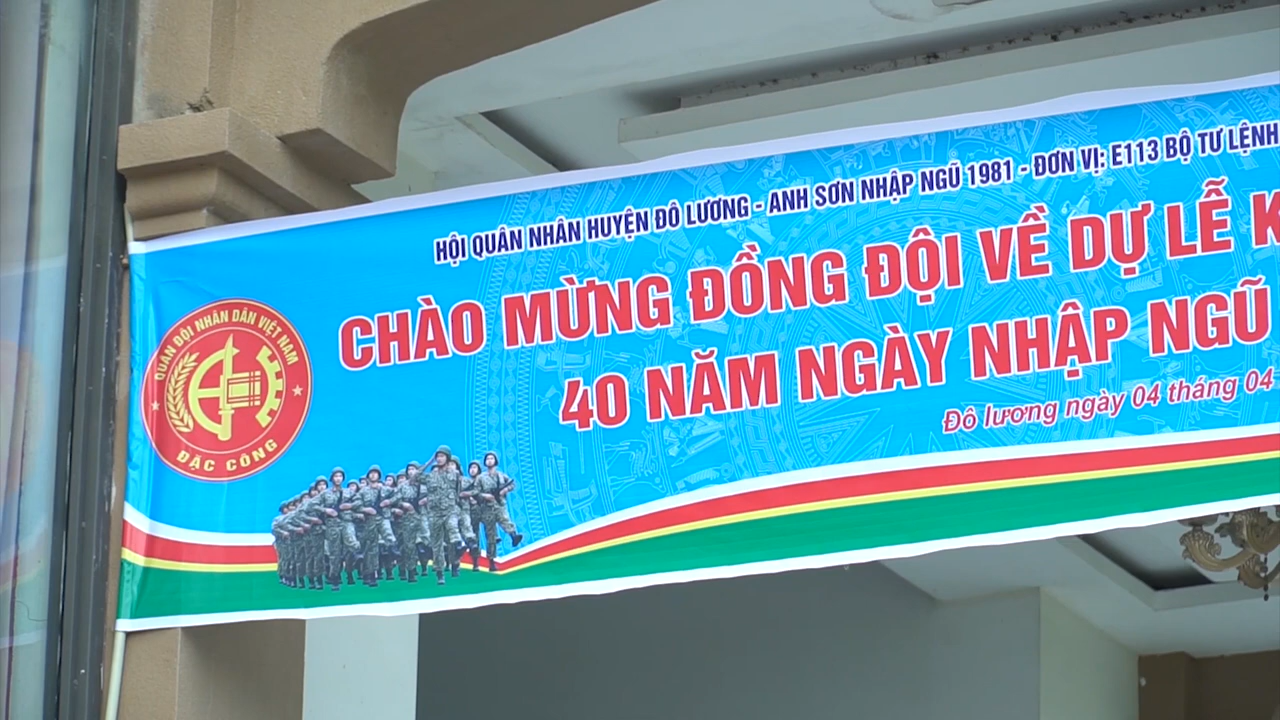 HỘI QUÂN NHÂN HUYỆN ĐÔ LƯƠNG - ANH SƠN NHẬP NGŨ 1981 - ĐƠN VỊ: E113 BỘ TƯ LỆNH
CHÀO MỪNG ĐỒNG ĐỘI VỀ DỰ LỄ K
40 NĂM NGÀY NHẬP NGŨ
Đô lương ngày 04 tháng 04
QUÂN ĐỘI NHÂN DÂN VIỆT NAM
ĐẶC CÔNG